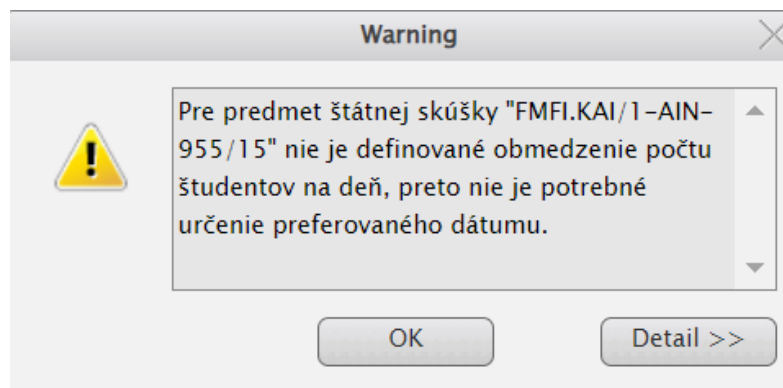 Warning
Pre predmet štátnej skúšky "FMFI.KAI/1-AIN-
955/15" nie je definované obmedzenie počtu
študentov na deň, preto nie je potrebné
určenie preferovaného dátumu.
OK
Detail >>